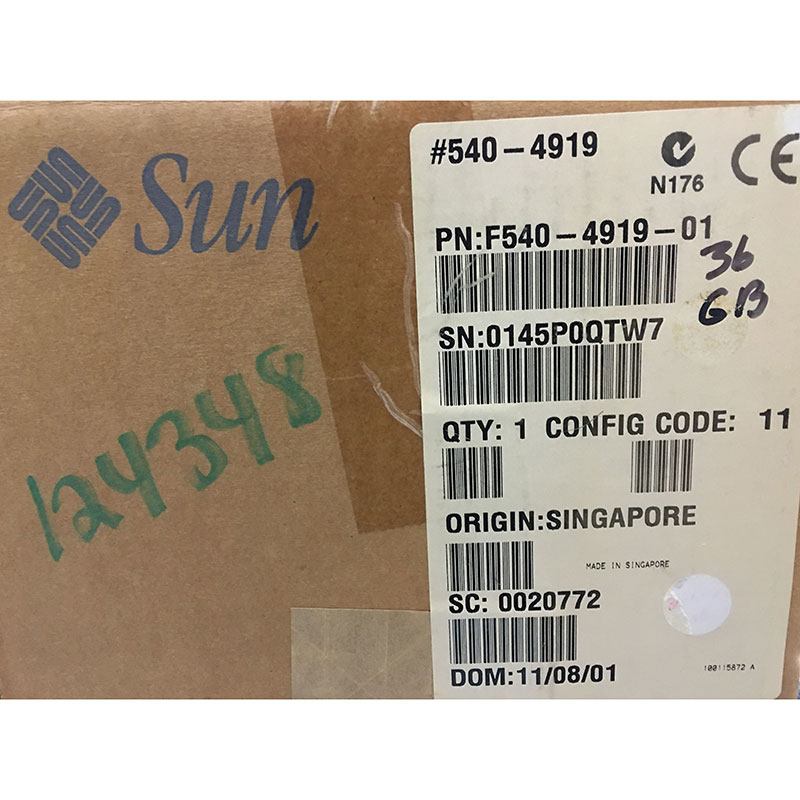 Sun
124348
#540-4919
N176
CE
PN:F540-4919-01
36
GB
SN:0145P0QTW7
QTY: 1 CONFIG CODE: 11
ORIGIN:SINGAPORE
MADE IN SINGAPORE
SC: 0020772
DOM:11/08/01
100115872 A